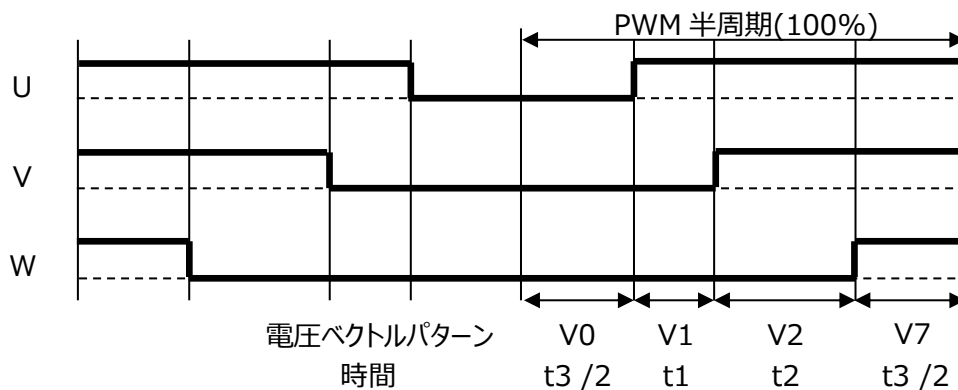 PWM 半周期(100%)
U
V
W
電圧ベクトルパターン V0 V1 V2 V7
時間 t3 /2 t1 t2 t3 /2